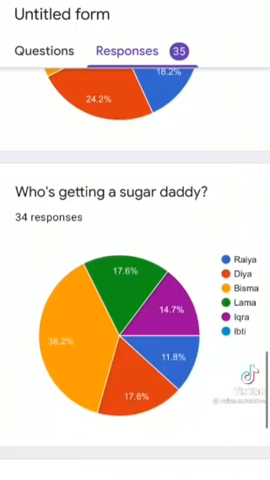 Untitled form
Questions Responses 35
18.2%
24.2%
Who's getting a sugar daddy?
34 responses
17.6%
14.7%
38.2%
11.8%
17.6%
Raiya
Diya
Bisma
Lama
Iqra
Ibti
TikTok